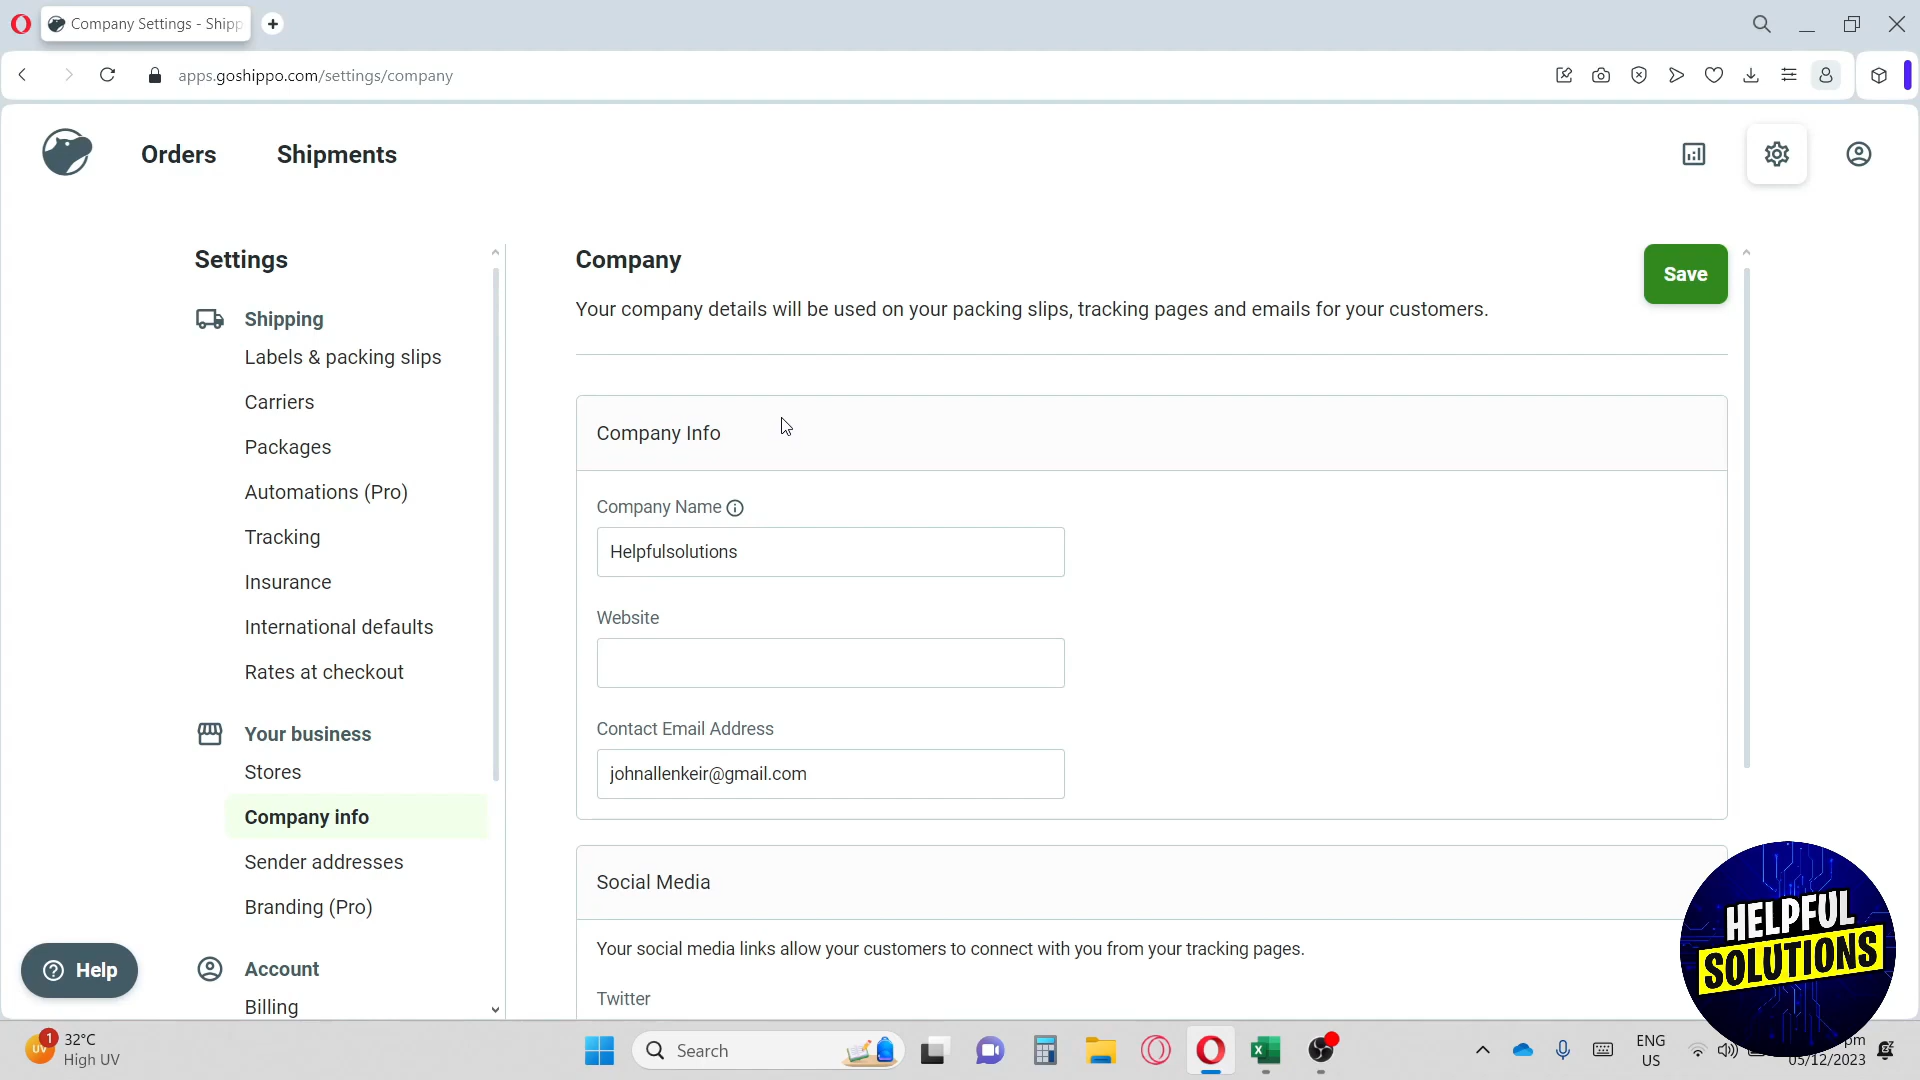 Company Settings - Shipp
apps.goshippo.com/settings/company
Orders
Shipments
Settings
Shipping
Labels & packing slips
Carriers
Packages
Automations (Pro)
Tracking
Insurance
International defaults
Rates at checkout
Your business
Stores
Company info
Sender addresses
Branding (Pro)
Account
Billing
Help
Company
Save
Your company details will be used on your packing slips, tracking pages and emails for your customers.
Company Info
Company Name
Helpfulsolutions
Website
Contact Email Address
johnallenkeir@gmail.com
Social Media
Your social media links allow your customers to connect with you from your tracking pages.
Twitter
HELPFUL
SOLUTIONS
UV
1
32°C
High UV
Search
ENG
US
pm
05/12/2023